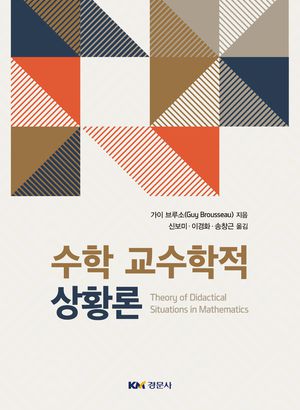 가이 브루소(Guy Brousseau) 지음
신보미·이경화·송창근 옮김
수학 교수학적
상황론
Theory of Didactical
Situations in Mathematics
KM 경문사